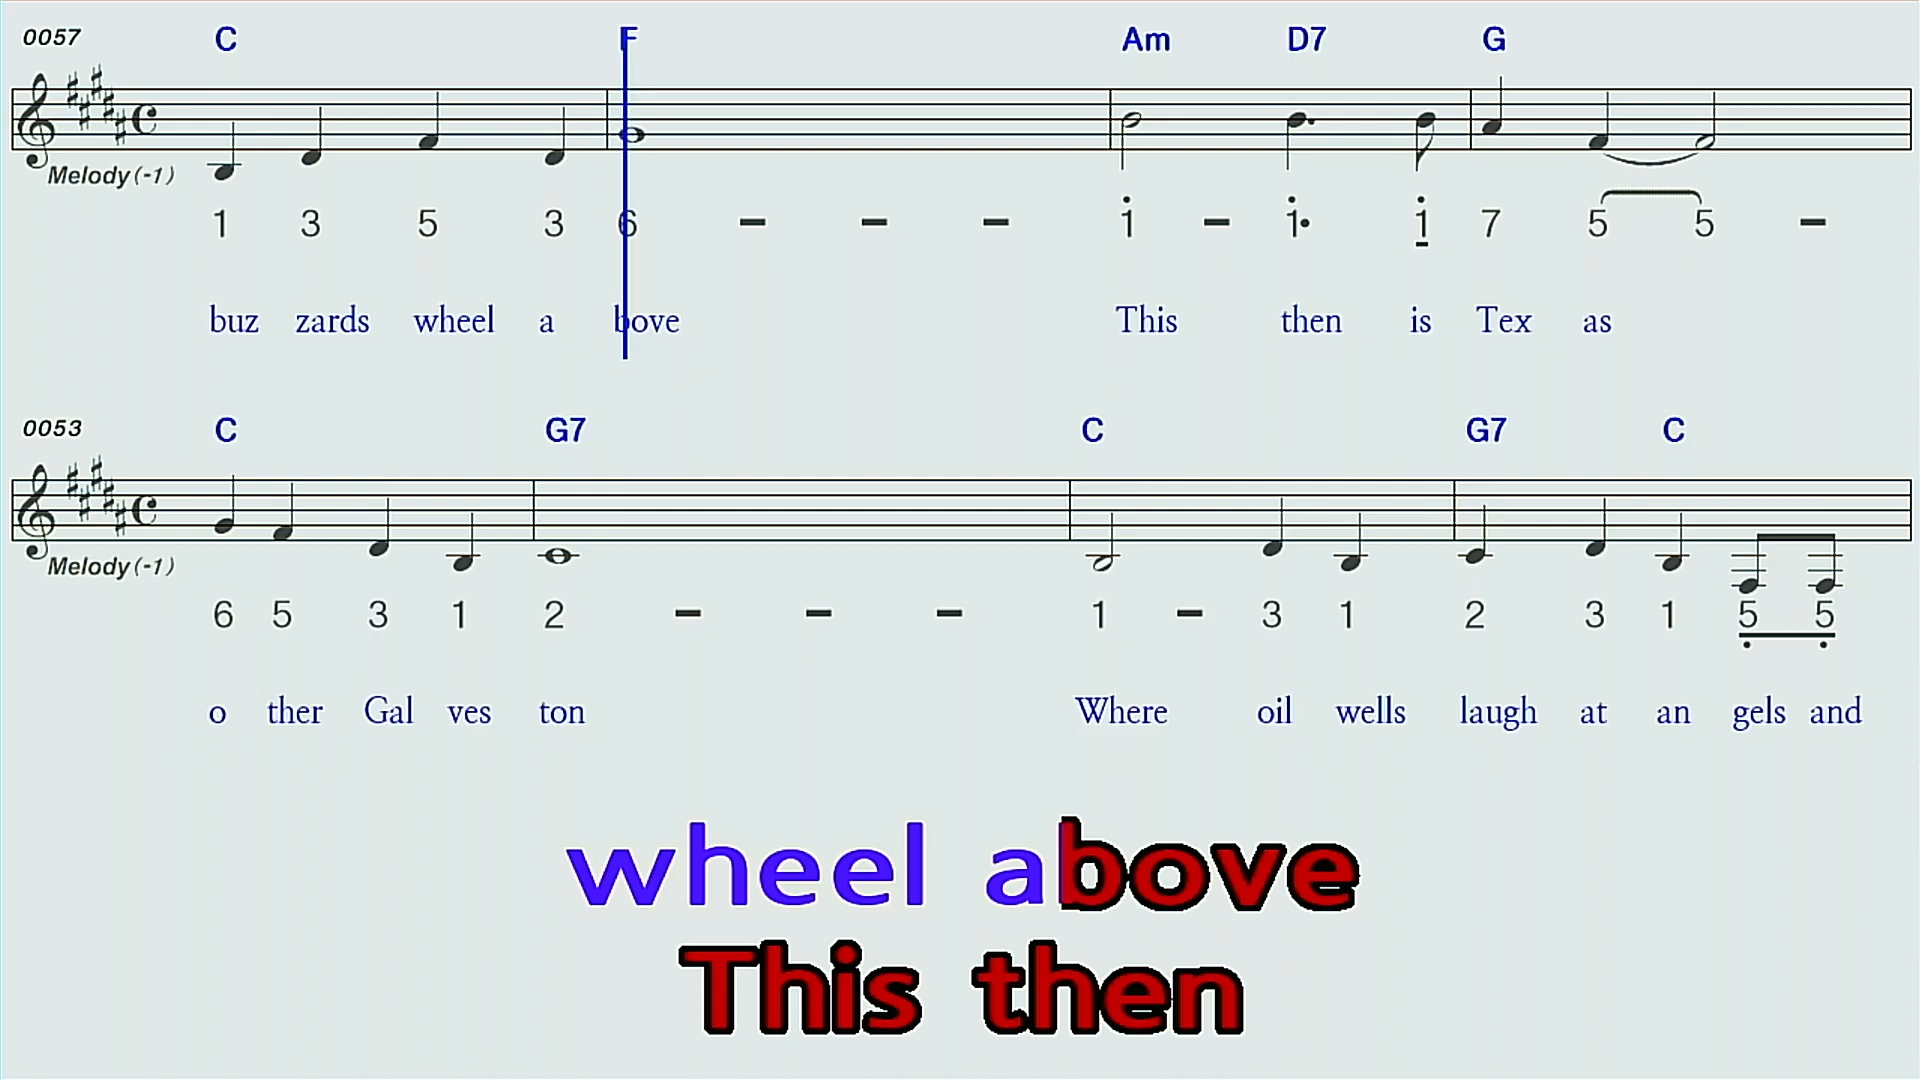 0057 C F Am D7 G
Melody(-1)
1 3 5 3 6 - - - 1 - 1. 1 7 5 5 -
buz zards wheel a bove This then is Tex as
0053 C G7 C G7 C
Melody(-1)
6 5 3 1 2 - - - 1 - 3 1 2 3 1 5 5
o ther Gal ves ton Where oil wells laugh at an gels and
wheel above
This then